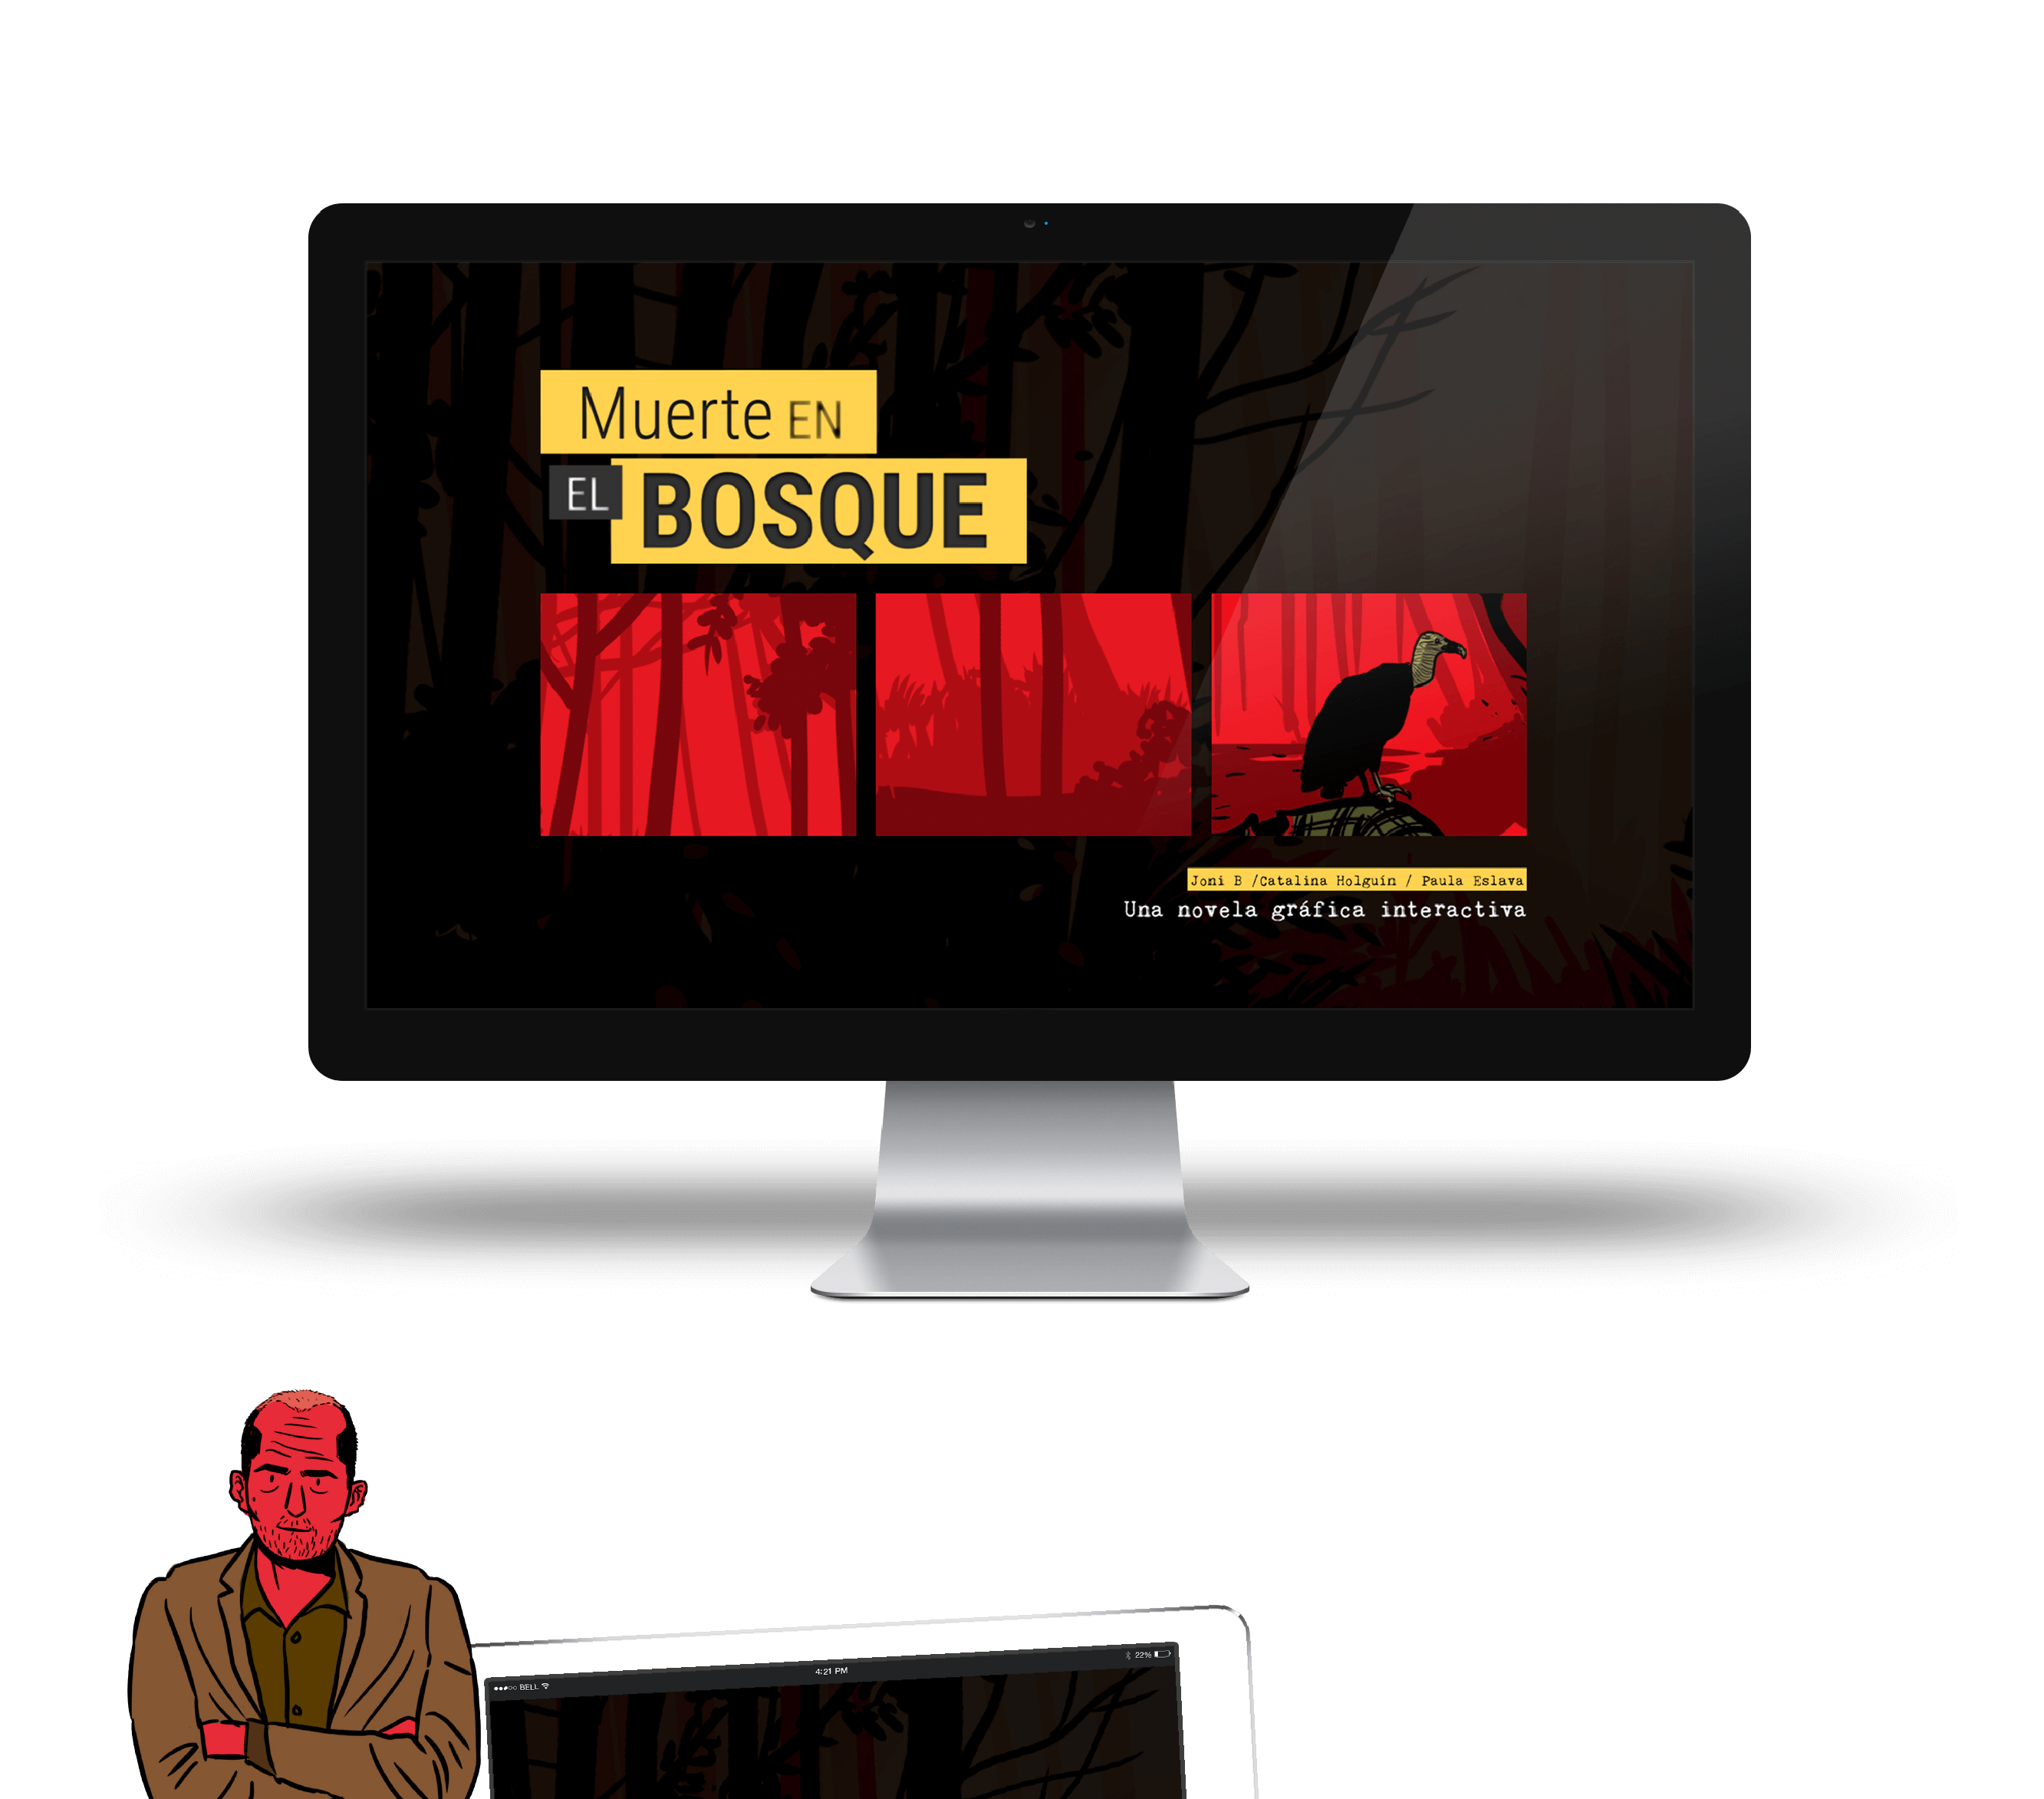 Muerte EN
EL BOSQUE
Joni B /Catalina Holguín / Paula Eslava
Una novela gráfica interactiva
BELL 4:21 PM 22%